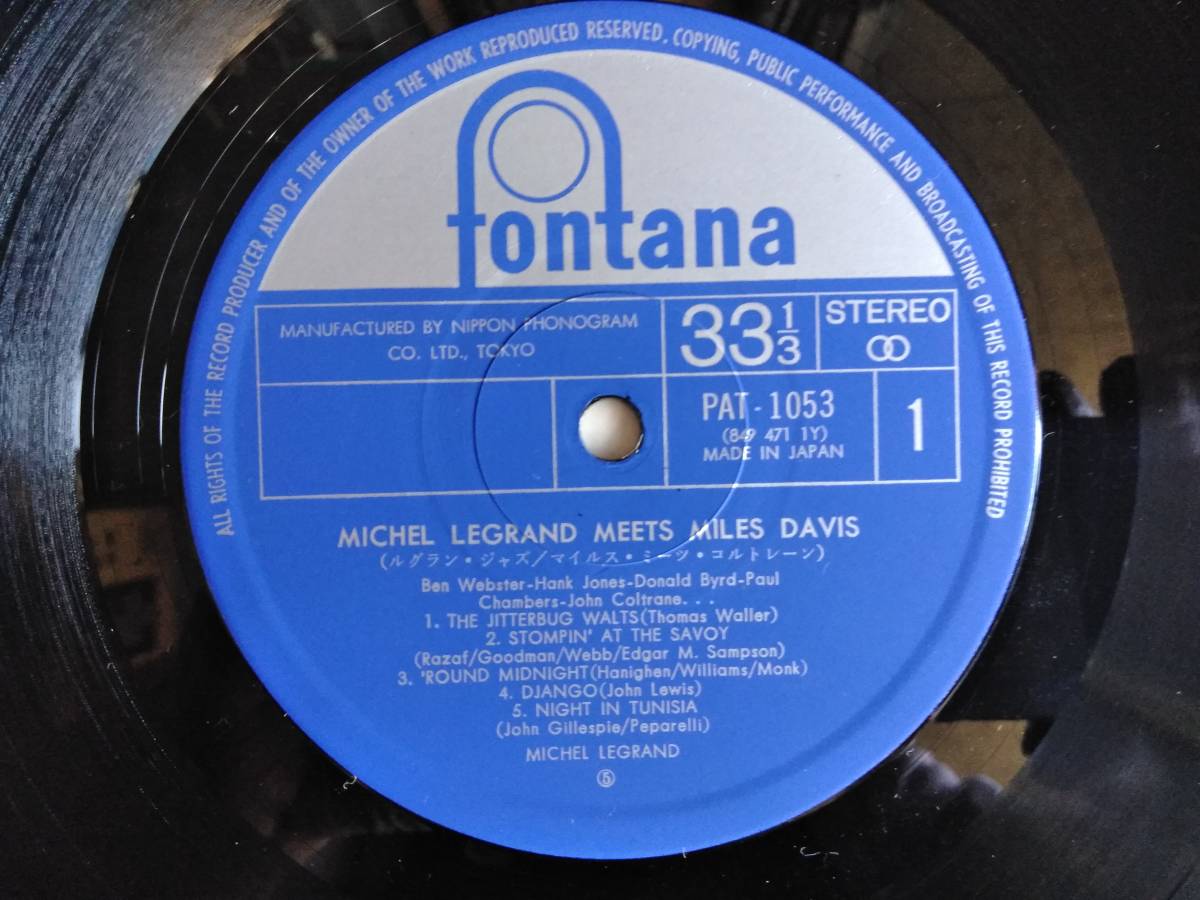 ALL RIGHTS OF THE RECORD PRODUCER AND OF THE OWNER OF THE WORK REPRODUCED RESERVED. COPYING, PUBLIC PERFORMANCE AND BROADCASTING OF THIS RECORD PROHIBITED
fontana
MANUFACTURED BY NIPPON PHONOGRAM
CO. LTD., TOKYO
33 1/3
STEREO
PAT-1053
(849 471 1Y)
MADE IN JAPAN
1
MICHEL LEGRAND MEETS MILES DAVIS
(ルグラン・ジャズ/マイルス・ミーツ・コルトレーン)
Ben Webster-Hank Jones-Donald Byrd-Paul
Chambers-John Coltrane...
1. THE JITTERBUG WALTS(Thomas Waller)
2. STOMPIN' AT THE SAVOY
(Razaf/Goodman/Webb/Edgar M. Sampson)
3. 'ROUND MIDNIGHT(Hanighen/Williams/Monk)
4. DJANGO(John Lewis)
5. NIGHT IN TUNISIA
(John Gillespie/Peparelli)
MICHEL LEGRAND
⑤